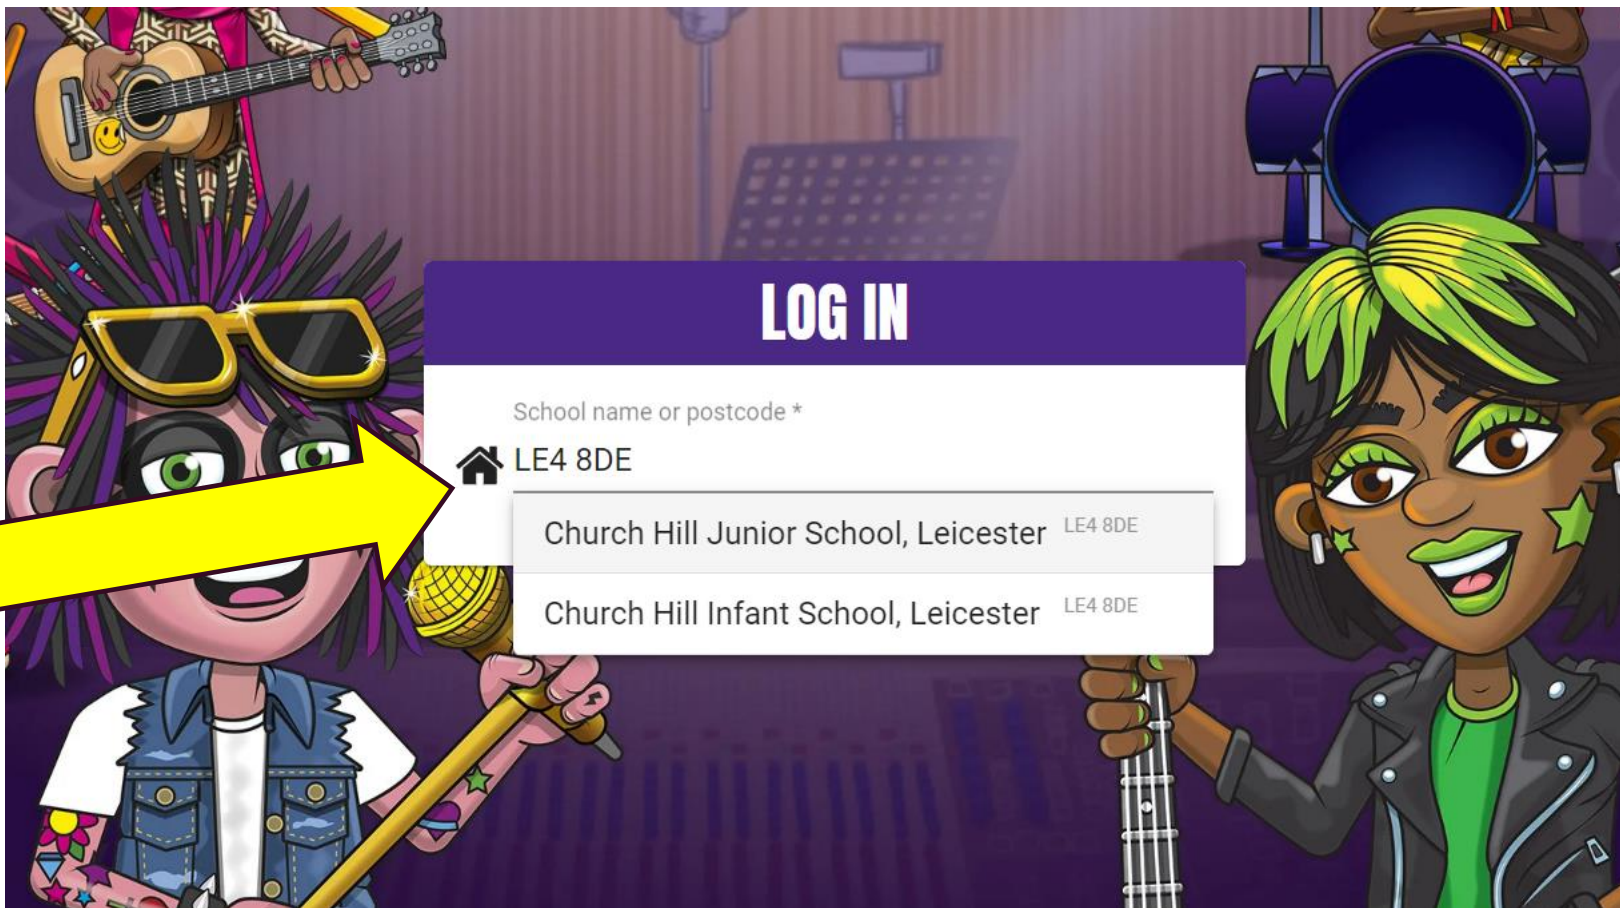 LOG IN
School name or postcode *
LE4 8DE
Church Hill Junior School, Leicester LE4 8DE
Church Hill Infant School, Leicester LE4 8DE